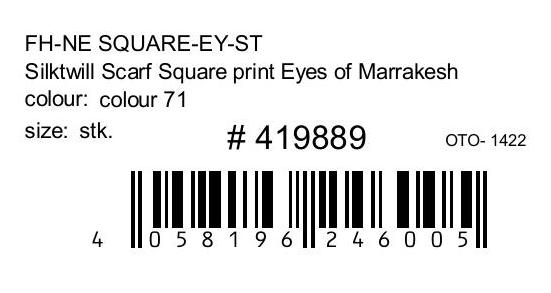 FH-NE SQUARE-EY-ST
Silktwill Scarf Square print Eyes of Marrakesh
colour: colour 71
size: stk.
# 419889
OTO- 1422
4 058196 246005